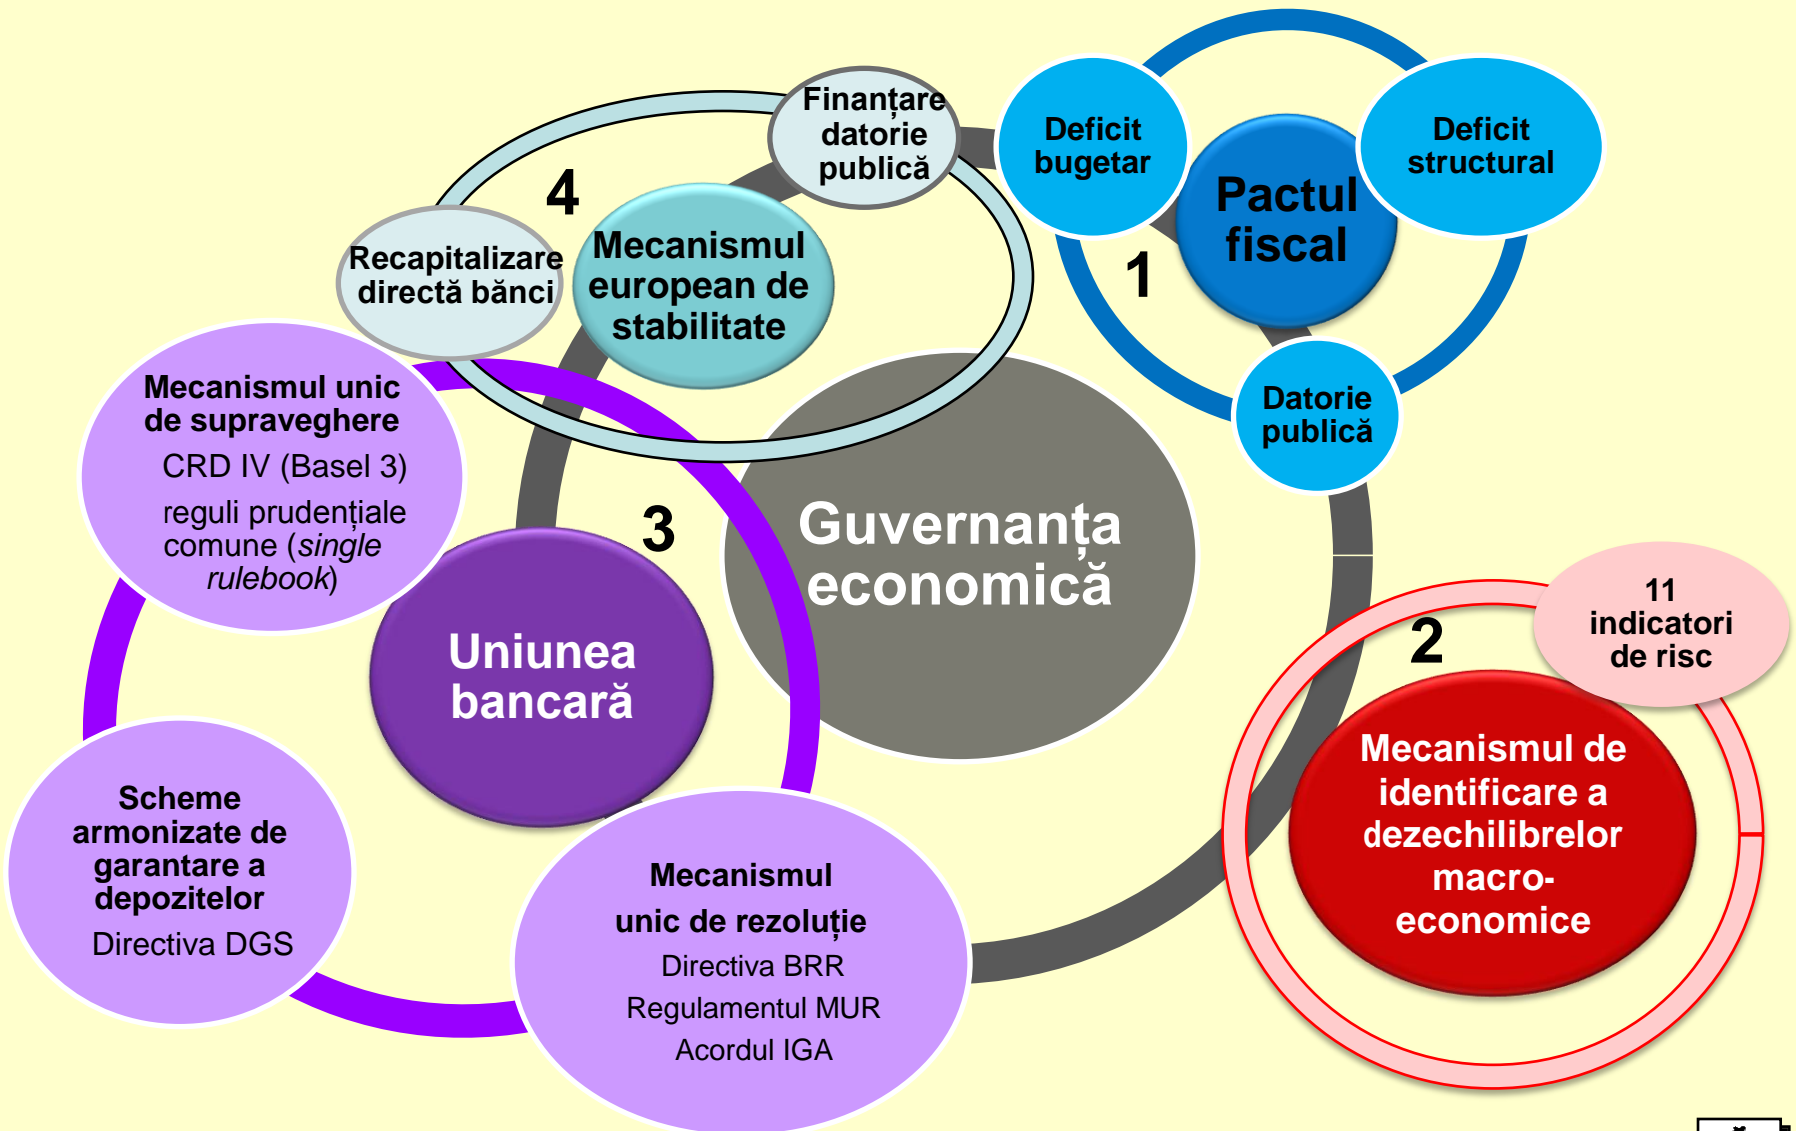 Finanțare
datorie
publică
Deficit
bugetar
Deficit
structural
Pactul
fiscal
1
Datorie
publică
4
Mecanismul
european de
stabilitate
Recapitalizare
directă bănci
Mecanismul unic
de supraveghere
CRD IV (Basel 3)
reguli prudențiale
comune (single
rulebook)
3
Guvernanța
economică
Uniunea
bancară
2
11
indicatori
de risc
Mecanismul de
identificare a
dezechilibrelor
macro-
economice
Scheme
armonizate de
garantare a
depozitelor
Directiva DGS
Mecanismul
unic de rezoluție
Directiva BRR
Regulamentul MUR
Acordul IGA